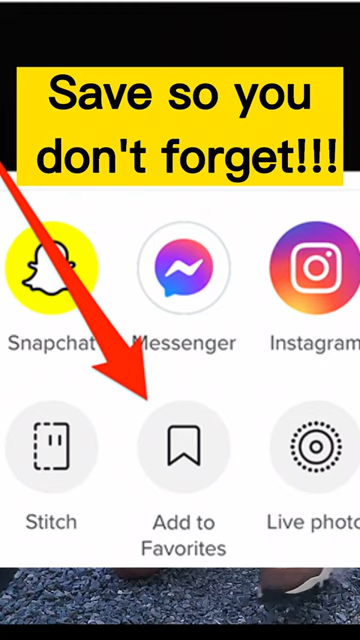 Save so you
don't forget!!!
Snapchat
Messenger
Instagram
Stitch
Add to
Favorites
Live photo